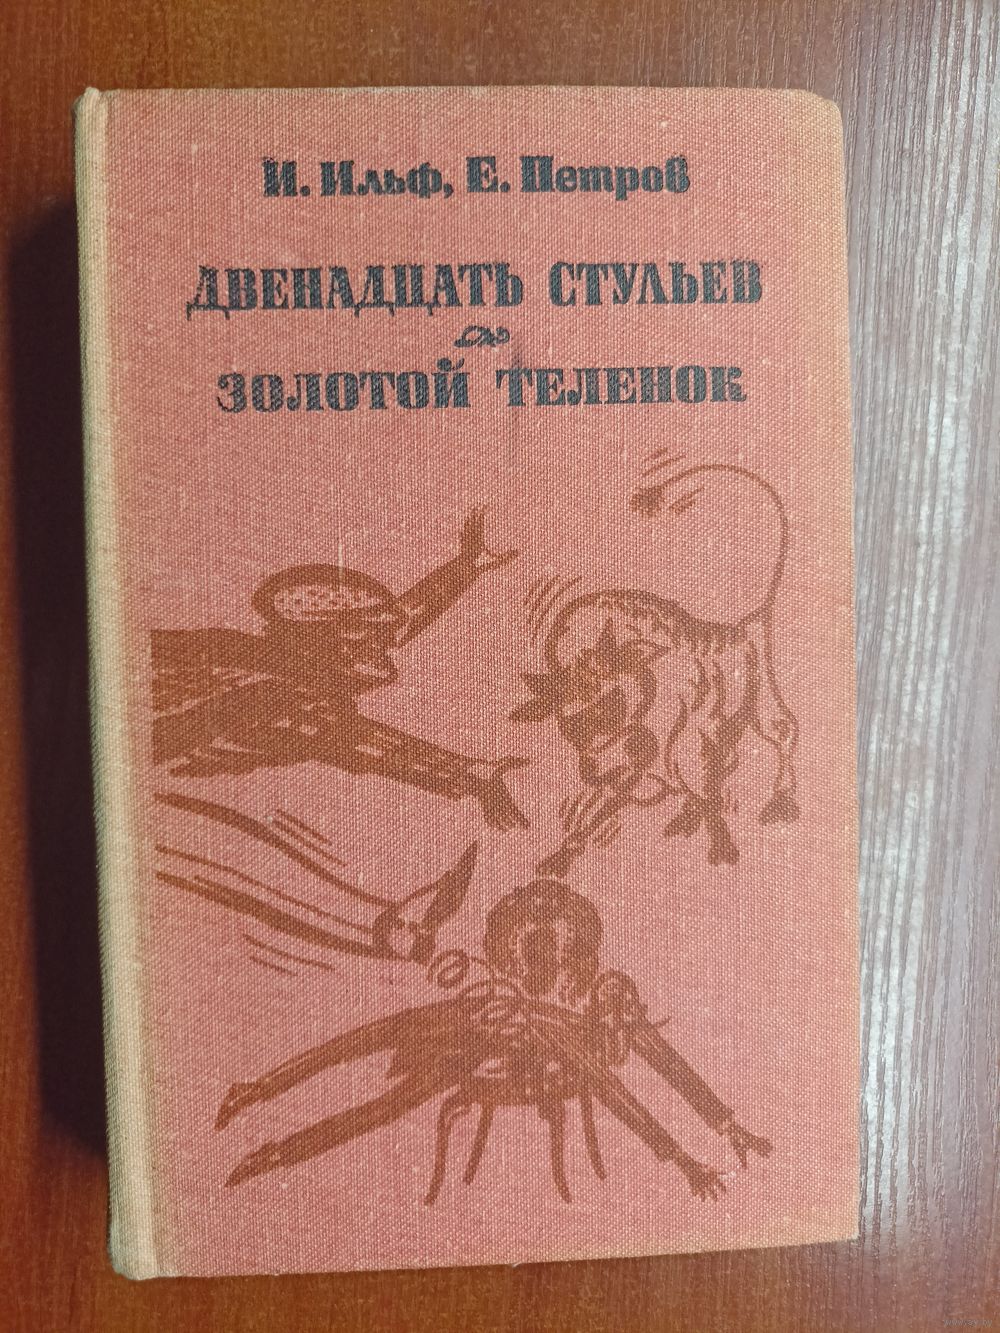 И. Ильф, Е. Петров
ДВЕНАДЦАТЬ СТУЛЬЕВ
ЗОЛОТОЙ ТЕЛЕНОК